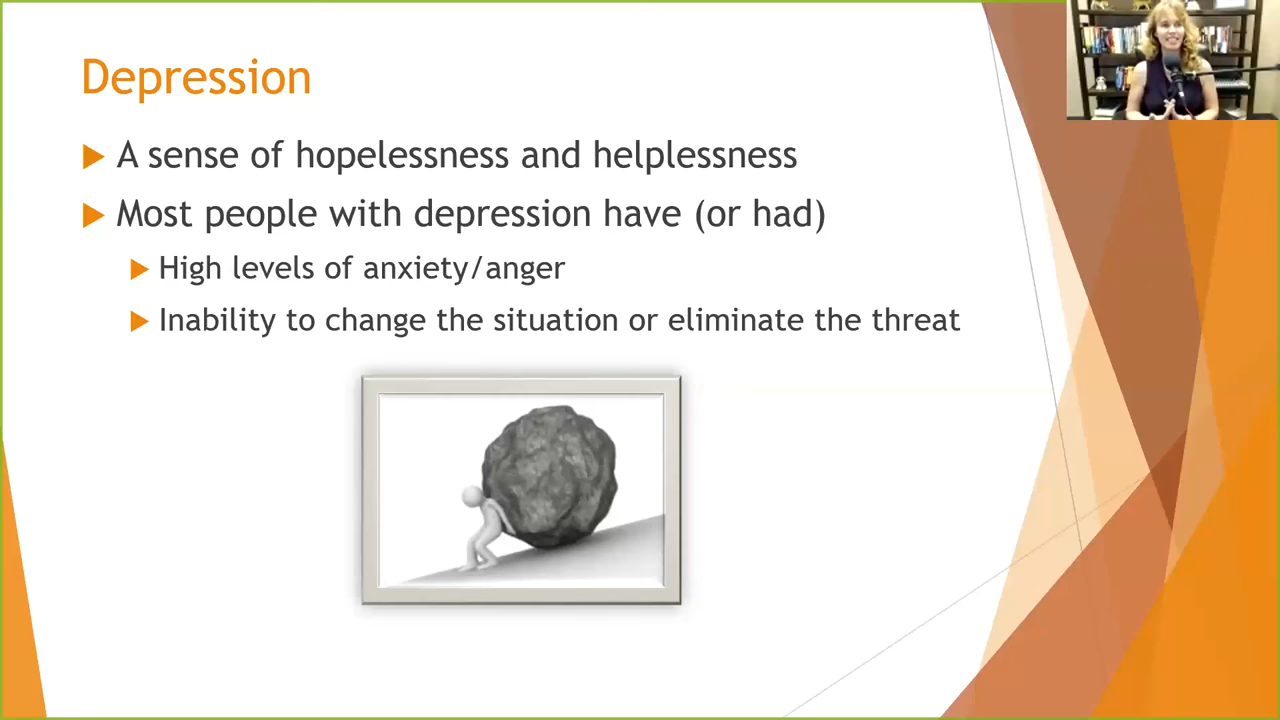 Depression
A sense of hopelessness and helplessness
Most people with depression have (or had)
High levels of anxiety/anger
Inability to change the situation or eliminate the threat